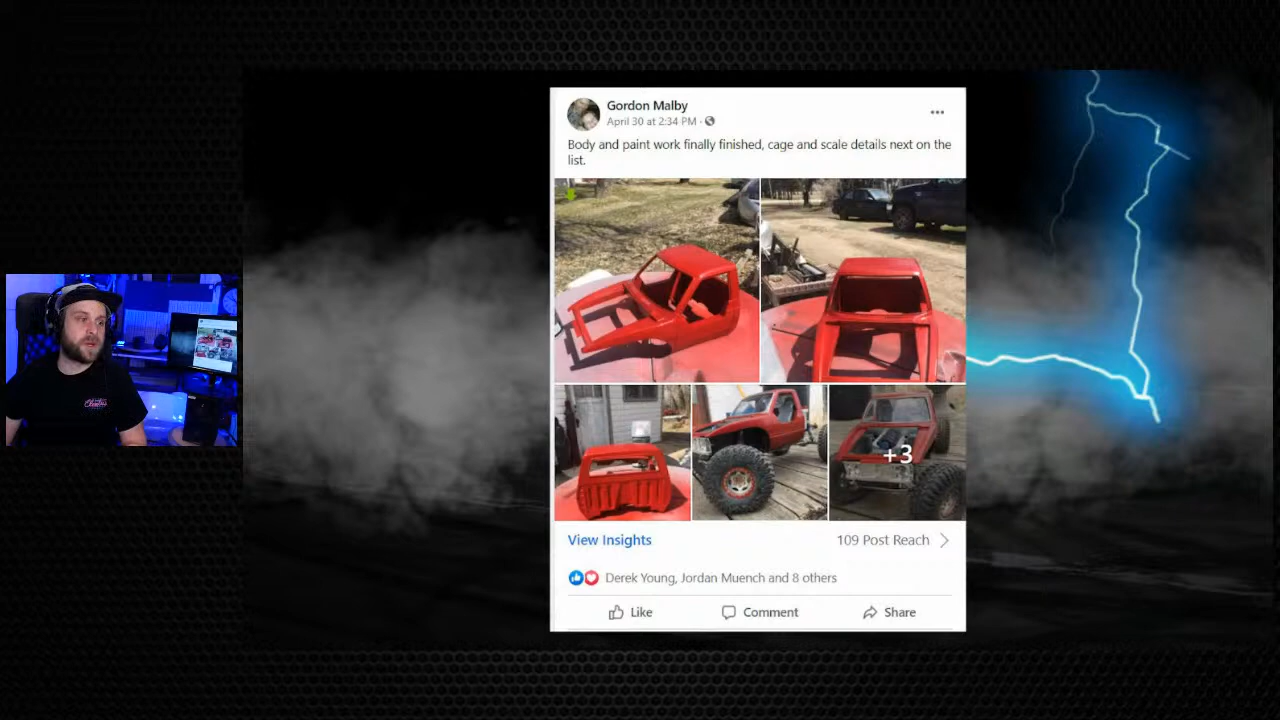 Gordon Malby
April 30 at 2:34 PM ·
Body and paint work finally finished, cage and scale details next on the
list.
+3
View Insights
109 Post Reach
Derek Young, Jordan Muench and 8 others
Like
Comment
Share